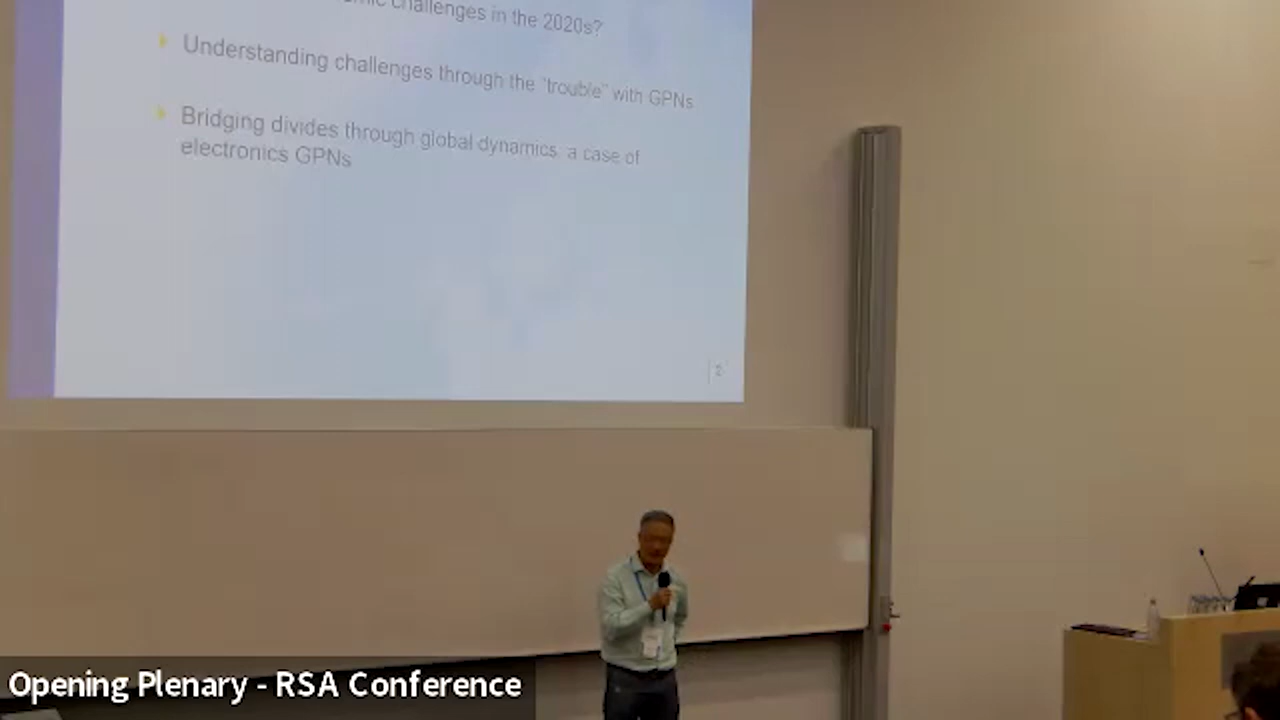 challenges in the 2020s?
Understanding challenges through the "trouble" with GPNs
Bridging divides through global dynamics: a case of
electronics GPNs
2
Opening Plenary - RSA Conference